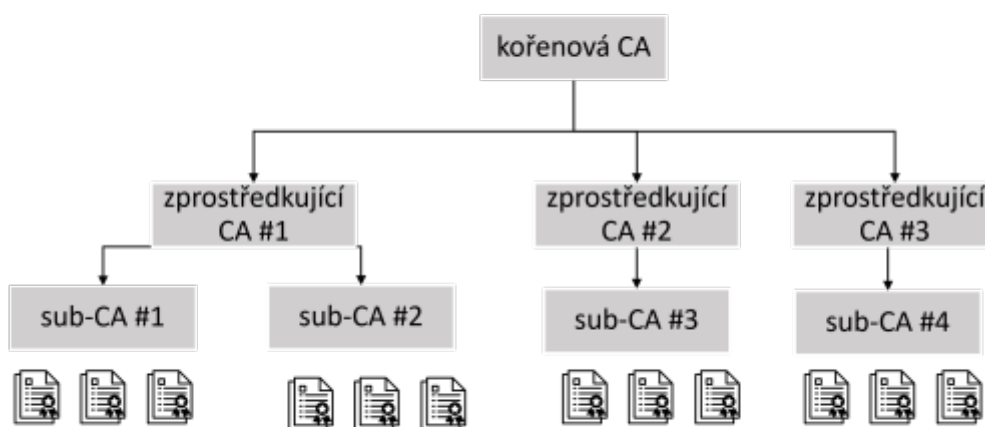 kořenová CA
zprostředkující
CA #1
zprostředkující
CA #2
zprostředkující
CA #3
sub-CA #1
sub-CA #2
sub-CA #3
sub-CA #4